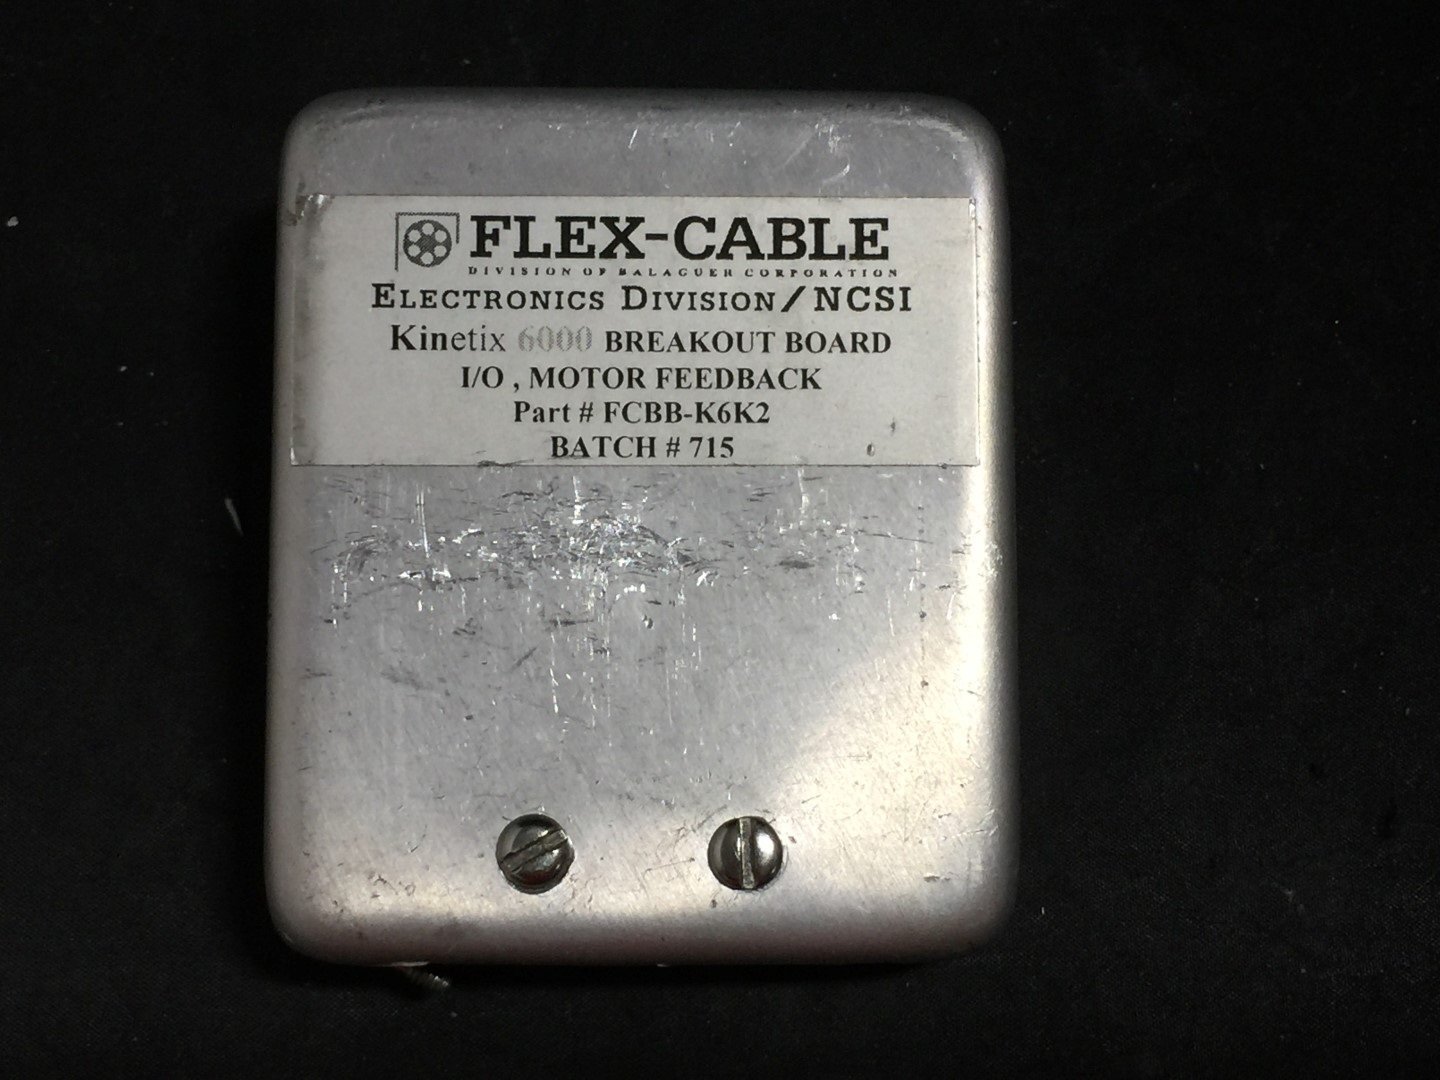 FLEX-CABLE
DIVISION OF BALAGUER CORPORATION
ELECTRONICS DIVISION/NCSI
Kinetix 6000 BREAKOUT BOARD
I/O , MOTOR FEEDBACK
Part # FCBB-K6K2
BATCH # 715